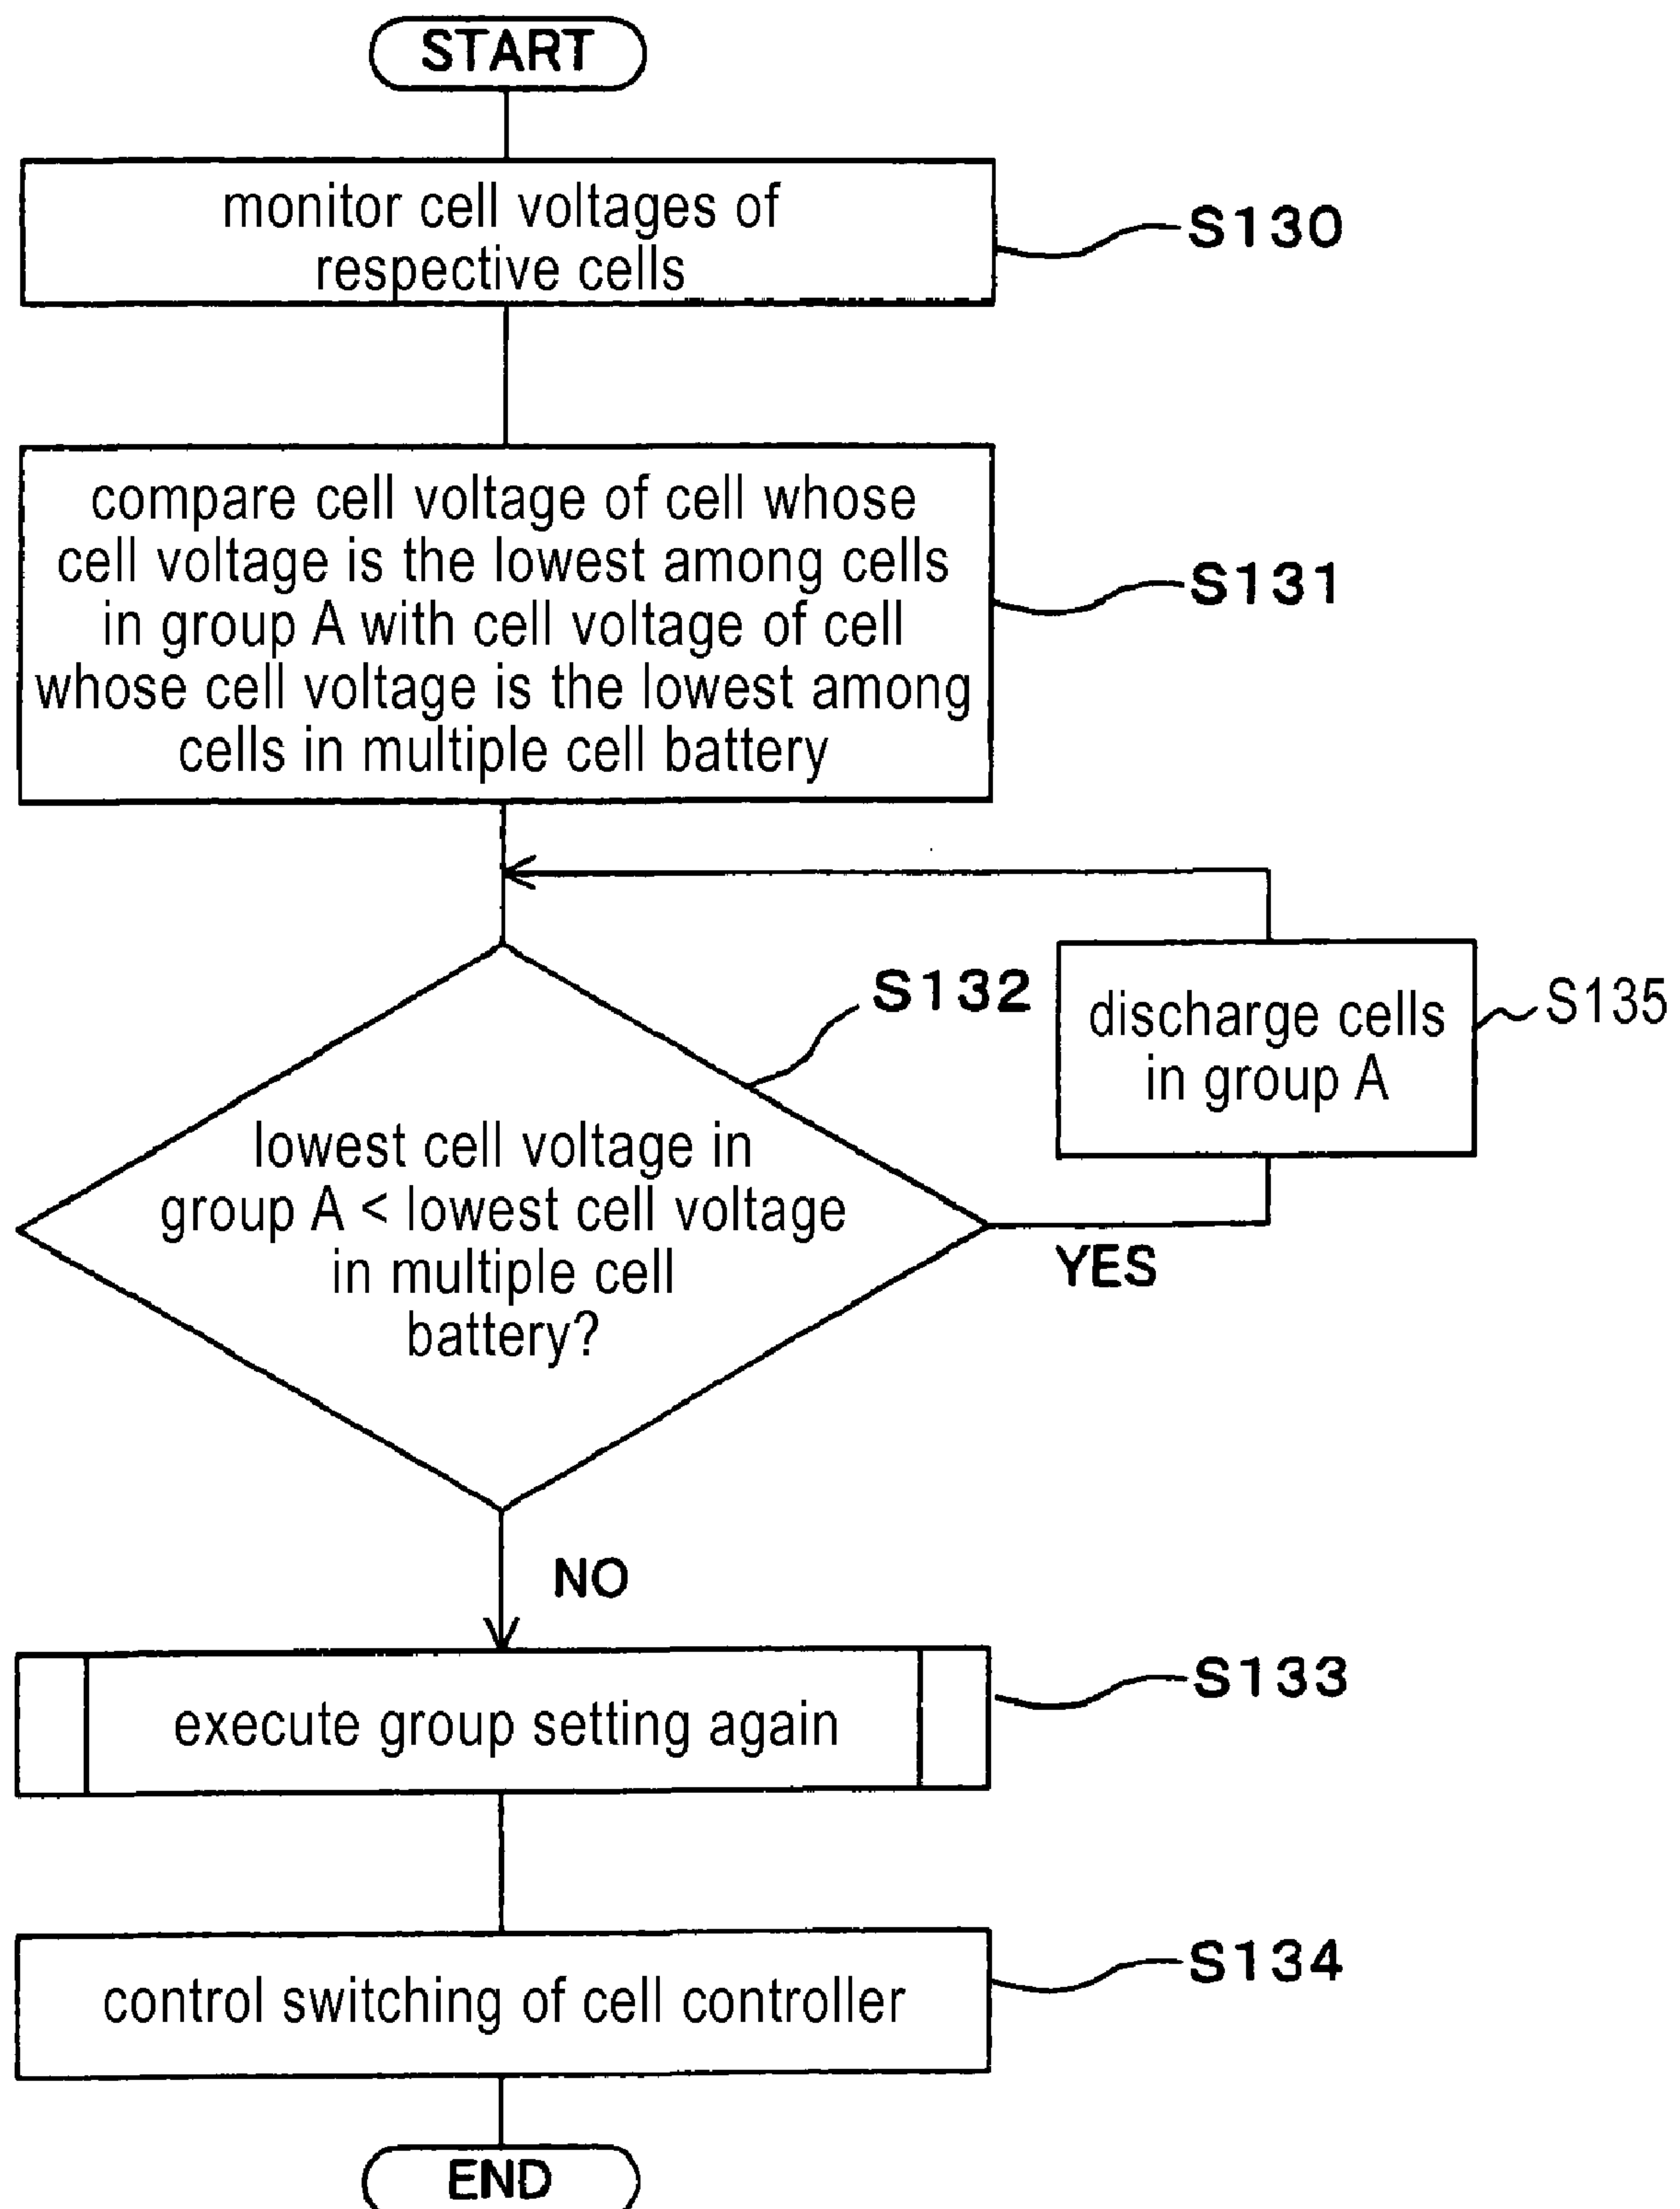 START
monitor cell voltages of
respective cells
S130
compare cell voltage of cell whose
cell voltage is the lowest among cells
in group A with cell voltage of cell
whose cell voltage is the lowest among
cells in multiple cell battery
S131
S132
lowest cell voltage in
group A < lowest cell voltage
in multiple cell
battery?
YES
discharge cells
in group A
S135
NO
execute group setting again
S133
control switching of cell controller
S134
END